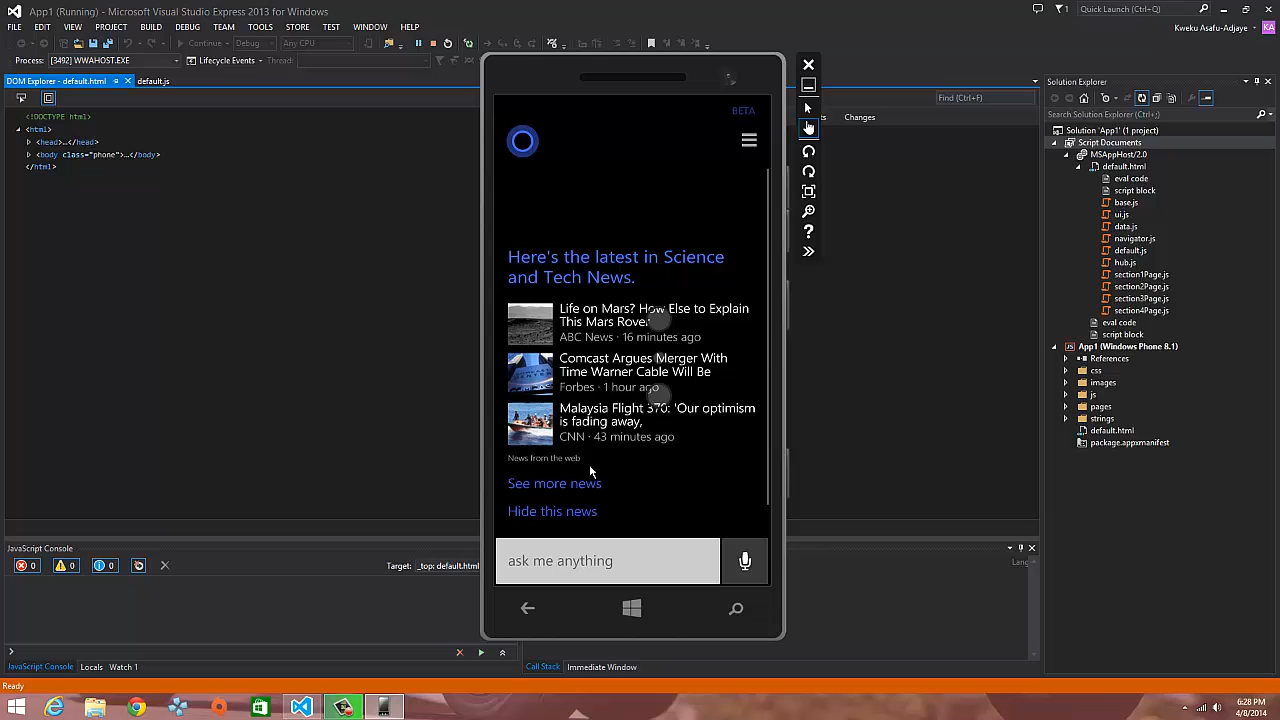 App1 (Running) - Microsoft Visual Studio Express 2013 for Windows
Quick Launch (Ctrl+Q)
FILE EDIT VIEW PROJECT BUILD DEBUG TEAM TOOLS STORE TEST WINDOW HELP
Kweku Asafu-Adjaye KA
Continue Debug Any CPU
Process: [3492] WWAHOST.EXE Lifecycle Events Thread:
DOM Explorer - default.html default.js
Find (Ctrl+F)
Changes
<!DOCTYPE html>
<html>
<head>...</head>
<body class="phone">...</body>
</html>
BETA
Here's the latest in Science
and Tech News.
Life on Mars? How Else to Explain
This Mars Rover
ABC News · 16 minutes ago
Comcast Argues Merger With
Time Warner Cable Will Be
Forbes · 1 hour ago
Malaysia Flight 370: 'Our optimism
is fading away,
CNN · 43 minutes ago
News from the web
See more news
Hide this news
ask me anything
Solution Explorer
Search Solution Explorer (Ctrl+;)
Solution 'App1' (1 project)
Script Documents
MSAppHost/2.0
default.html
eval code
script block
base.js
ui.js
data.js
navigator.js
default.js
hub.js
section1Page.js
section2Page.js
section3Page.js
section4Page.js
eval code
script block
App1 (Windows Phone 8.1)
References
css
images
js
pages
strings
default.html
package.appxmanifest
JavaScript Console
0 0 0 Target: _top: default.html
Lang
JavaScript Console Locals Watch 1
Call Stack Immediate Window
Ready
6:28 PM
4/8/2014